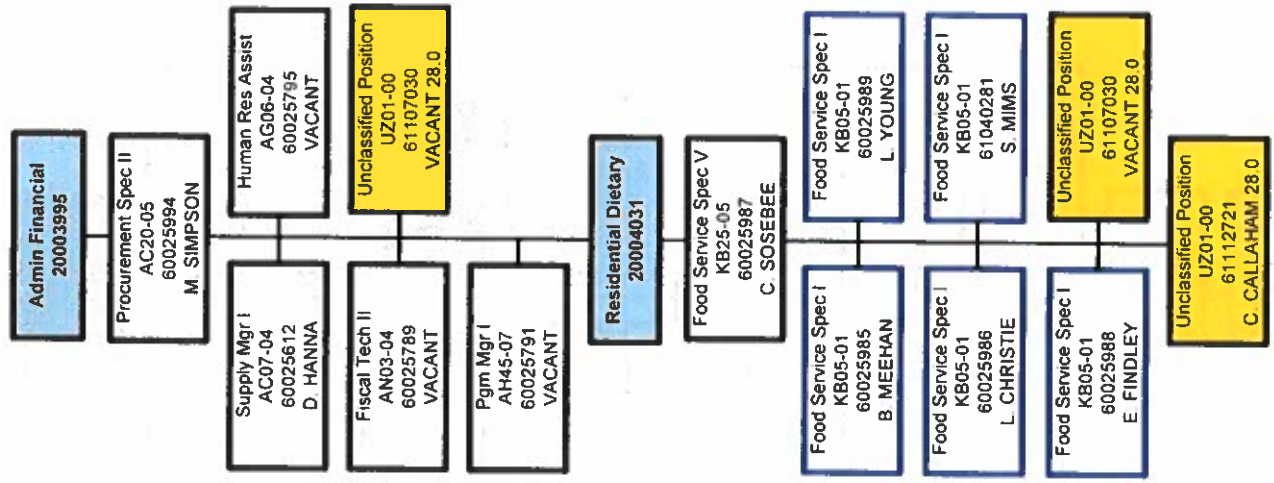 Admin Financial
20003995
Procurement Spec II
AC20-05
60025994
M. SIMPSON
Supply Mgr I
AC07-04
60025612
D. HANNA
Human Res Assist
AG06-04
60025795
VACANT
Fiscal Tech II
AN03-04
60025789
VACANT
Unclassified Position
UZ01-00
61107030
VACANT 28.0
Pgm Mgr I
AH45-07
60025791
VACANT
Residential Dietary
20004031
Food Service Spec V
KB25-05
60025987
C. SOSEBEE
Food Service Spec I
KB05-01
60025985
B. MEEHAN
Food Service Spec I
KB05-01
60025989
L. YOUNG
Food Service Spec I
KB05-01
60025986
L. CHRISTIE
Food Service Spec I
KB05-01
61040281
S. MIMS
Food Service Spec I
KB05-01
60025988
E. FINDLEY
Unclassified Position
UZ01-00
61107030
VACANT 28.0
Unclassified Position
UZ01-00
61112721
C. CALLAHAM 28.0